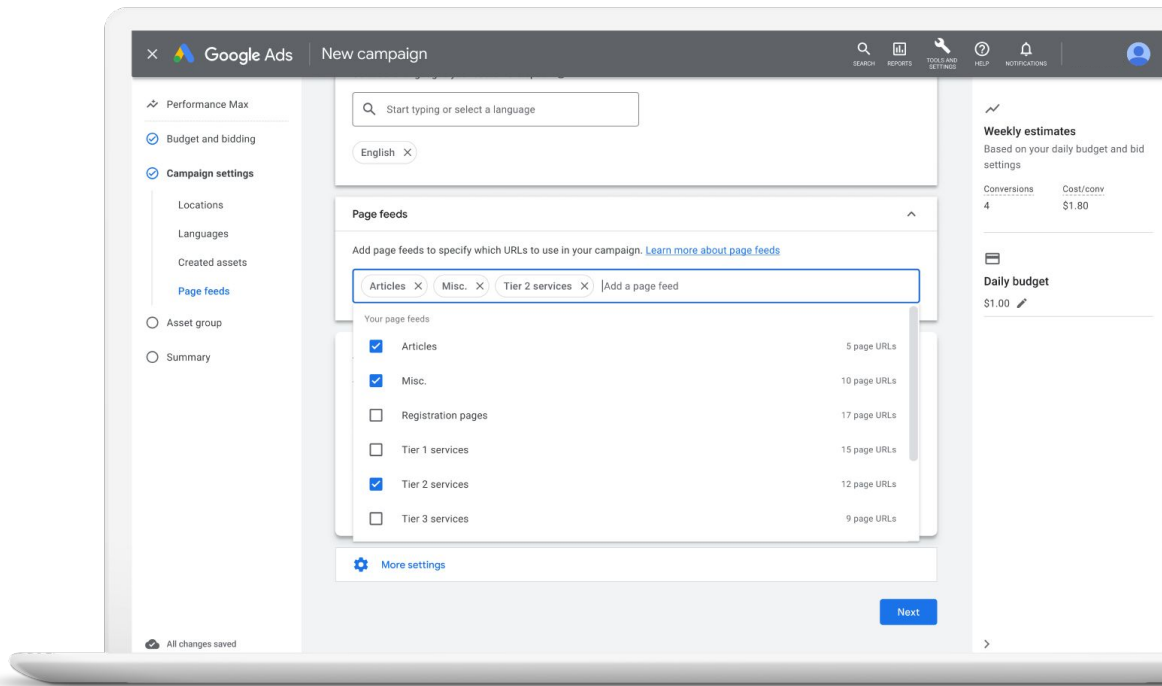 Google Ads
New campaign
SEARCH
REPORTS
TOOLS AND
SETTINGS
HELP
NOTIFICATIONS
Performance Max
Budget and bidding
Campaign settings
Locations
Languages
Created assets
Page feeds
Asset group
Summary
All changes saved
Start typing or select a language
English
Page feeds
Add page feeds to specify which URLs to use in your campaign. Learn more about page feeds
Articles Misc. Tier 2 services Add a page feed
Your page feeds
Articles 5 page URLs
Misc. 10 page URLs
Registration pages 17 page URLs
Tier 1 services 15 page URLs
Tier 2 services 12 page URLs
Tier 3 services 9 page URLs
More settings
Next
Weekly estimates
Based on your daily budget and bid
settings
Conversions Cost/conv
4 $1.80
Daily budget
$1.00